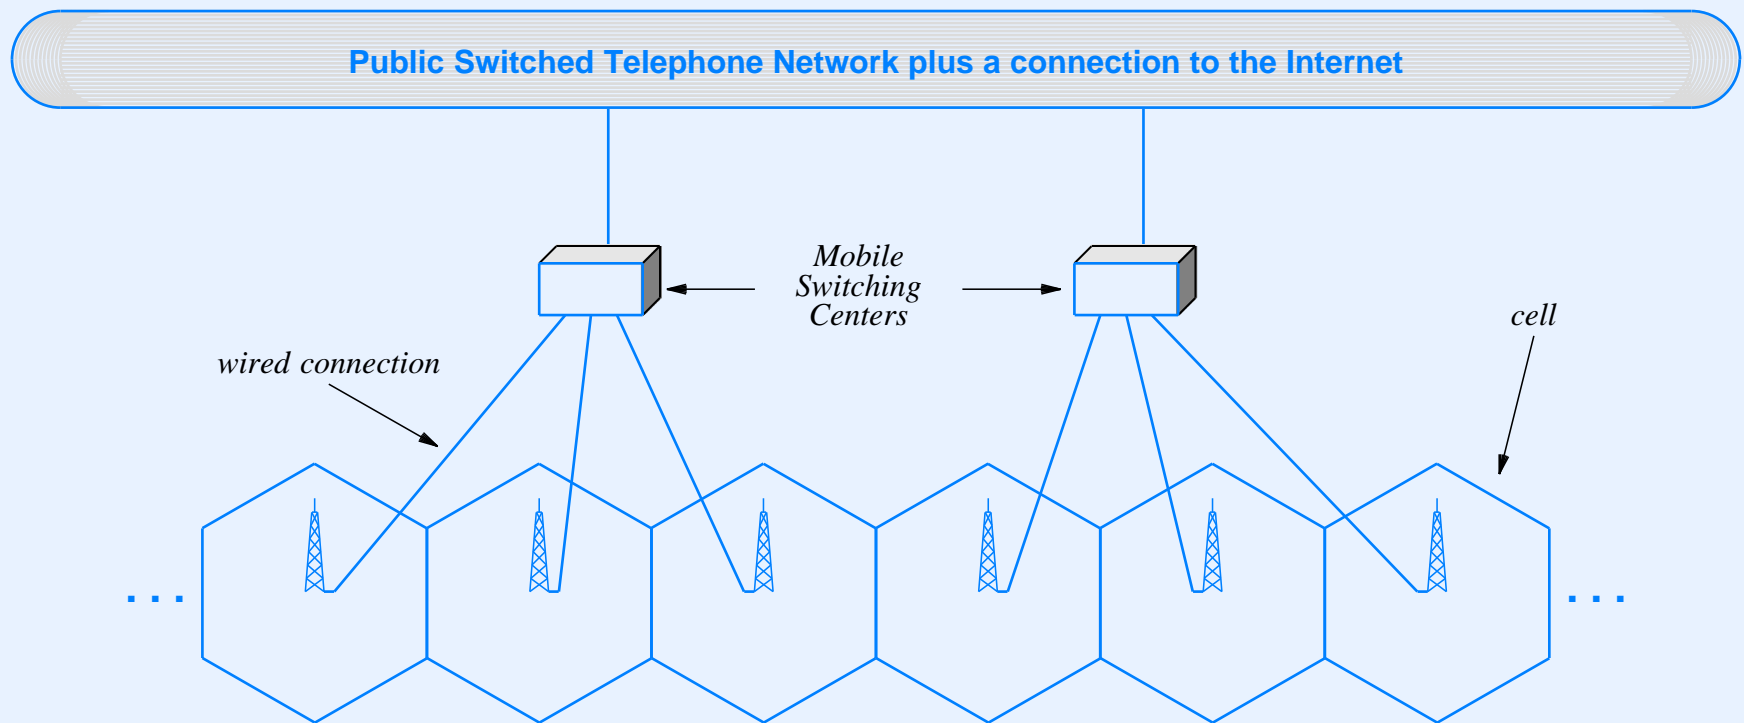 Public Switched Telephone Network plus a connection to the Internet
Mobile
Switching
Centers
cell
wired connection
. . .
. . .